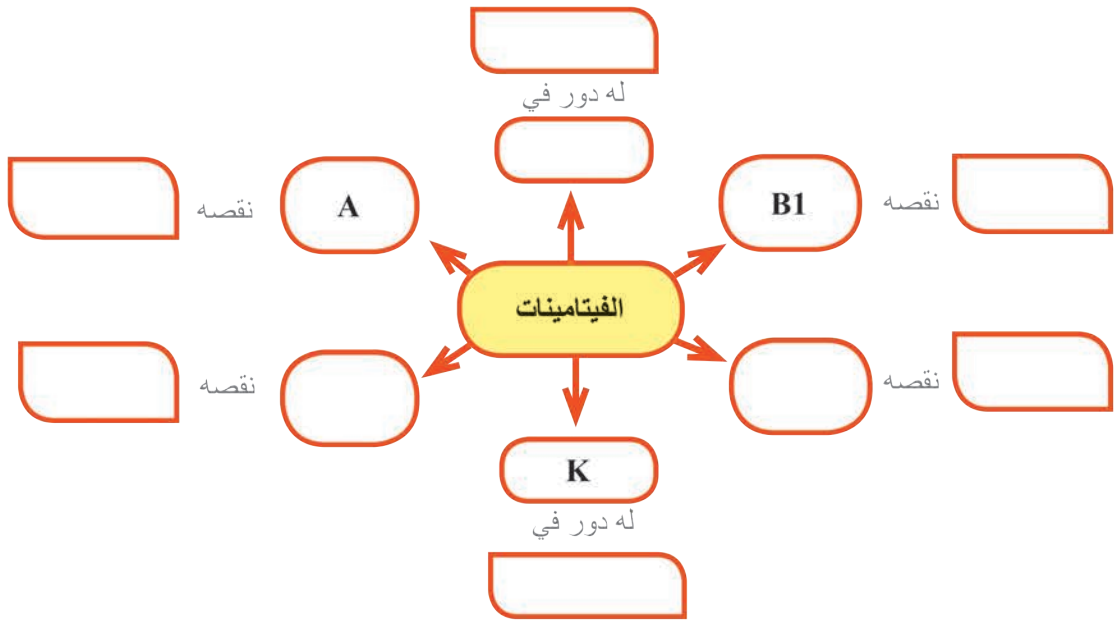 له دور في
B1
نقصه
A
نقصه
الفيتامينات
نقصه
نقصه
K
له دور في